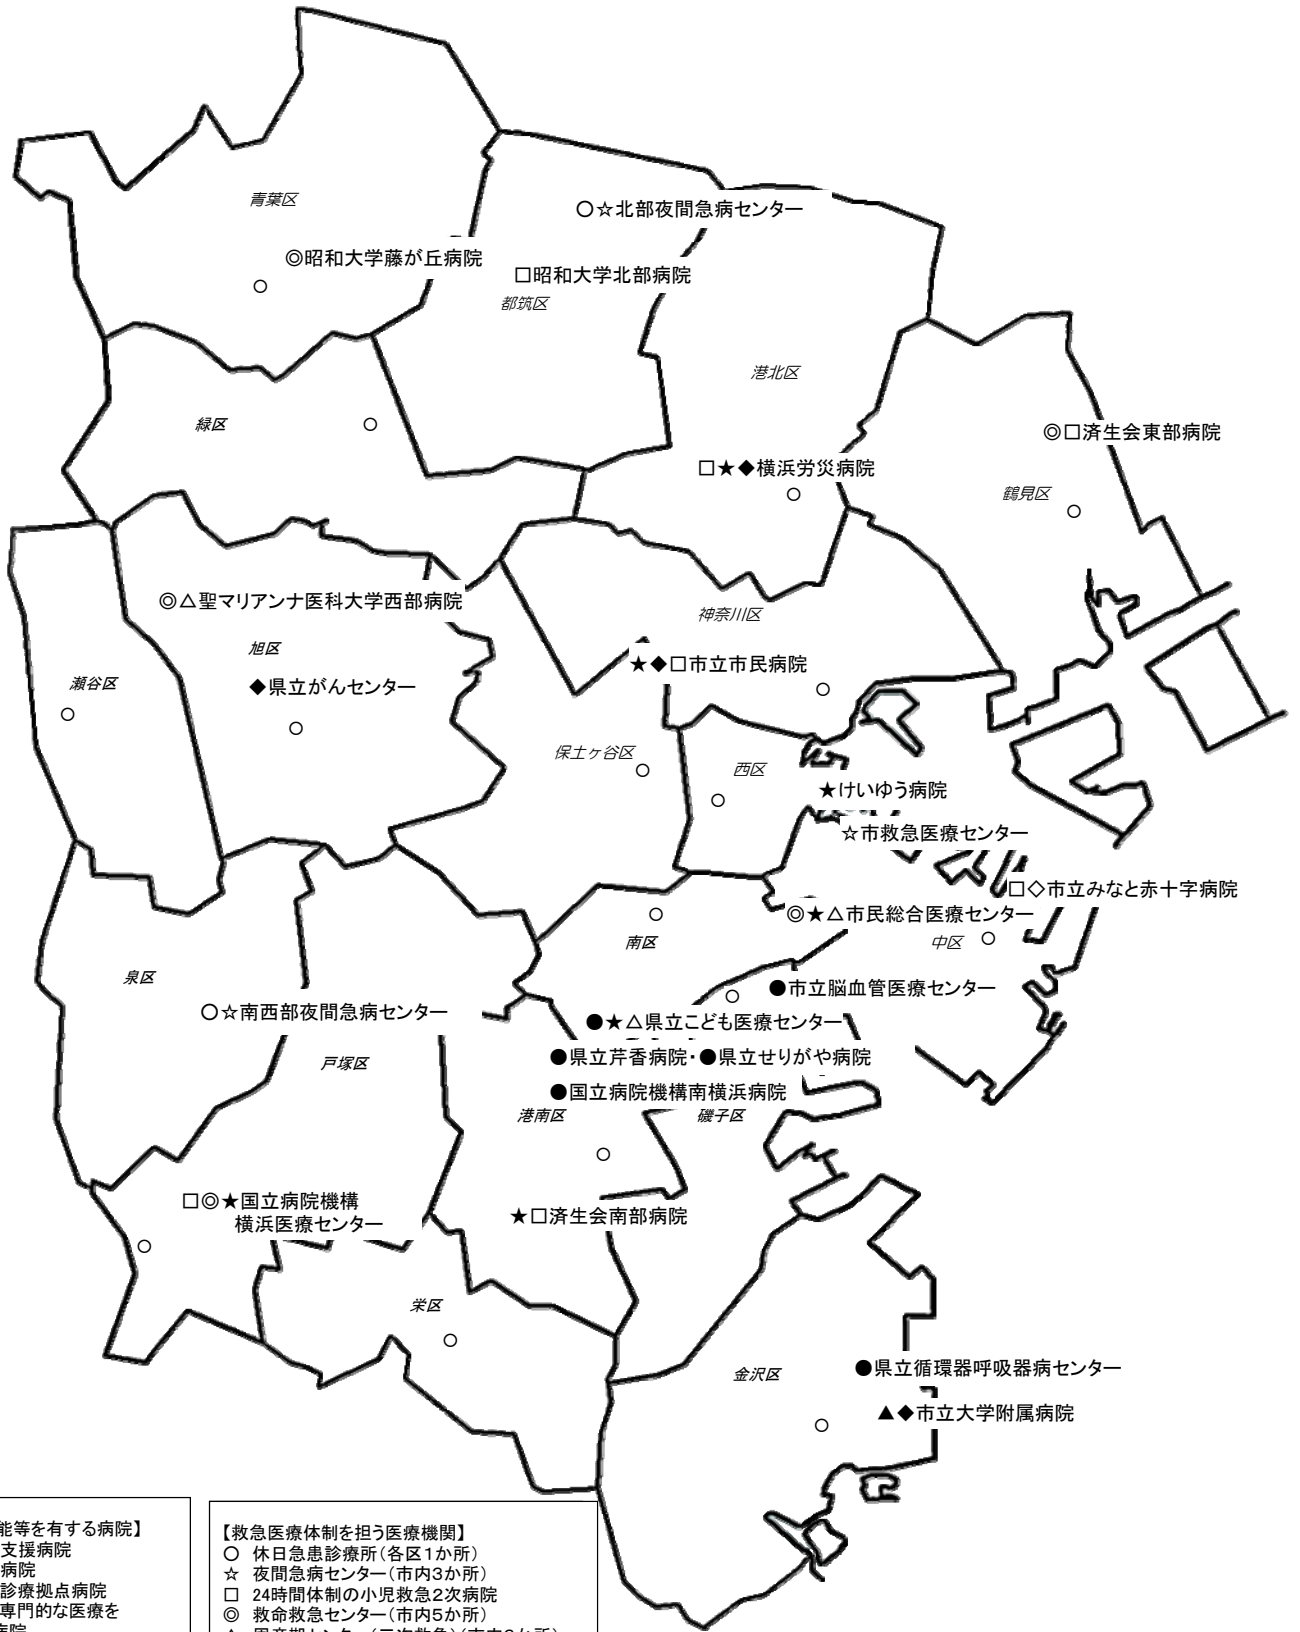 青葉区
○☆北部夜間急病センター
◎昭和大学藤が丘病院
□昭和大学北部病院
都筑区
港北区
緑区
◎□済生会東部病院
□★◆横浜労災病院
鶴見区
◎△聖マリアンナ医科大学西部病院
神奈川区
旭区
★◆□市立市民病院
瀬谷区
◆県立がんセンター
保土ヶ谷区
西区
★けいゆう病院
☆市救急医療センター
□◇市立みなと赤十字病院
◎★△市民総合医療センター
南区
中区
泉区
●市立脳血管医療センター
○☆南西部夜間急病センター
●★△県立こども医療センター
戸塚区
●県立芹香病院・●県立せりがや病院
●国立病院機構南横浜病院
港南区
磯子区
□◎★国立病院機構
横浜医療センター
★□済生会南部病院
栄区
金沢区
●県立循環器呼吸器病センター
▲◆市立大学附属病院
能等を有する病院】
支援病院
病院
診療拠点病院
専門的な医療を
【救急医療体制を担う医療機関】
○ 休日急患診療所（各区1か所）
☆ 夜間急病センター（市内3か所）
□ 24時間体制の小児救急2次病院
◎ 救命救急センター（市内5か所）